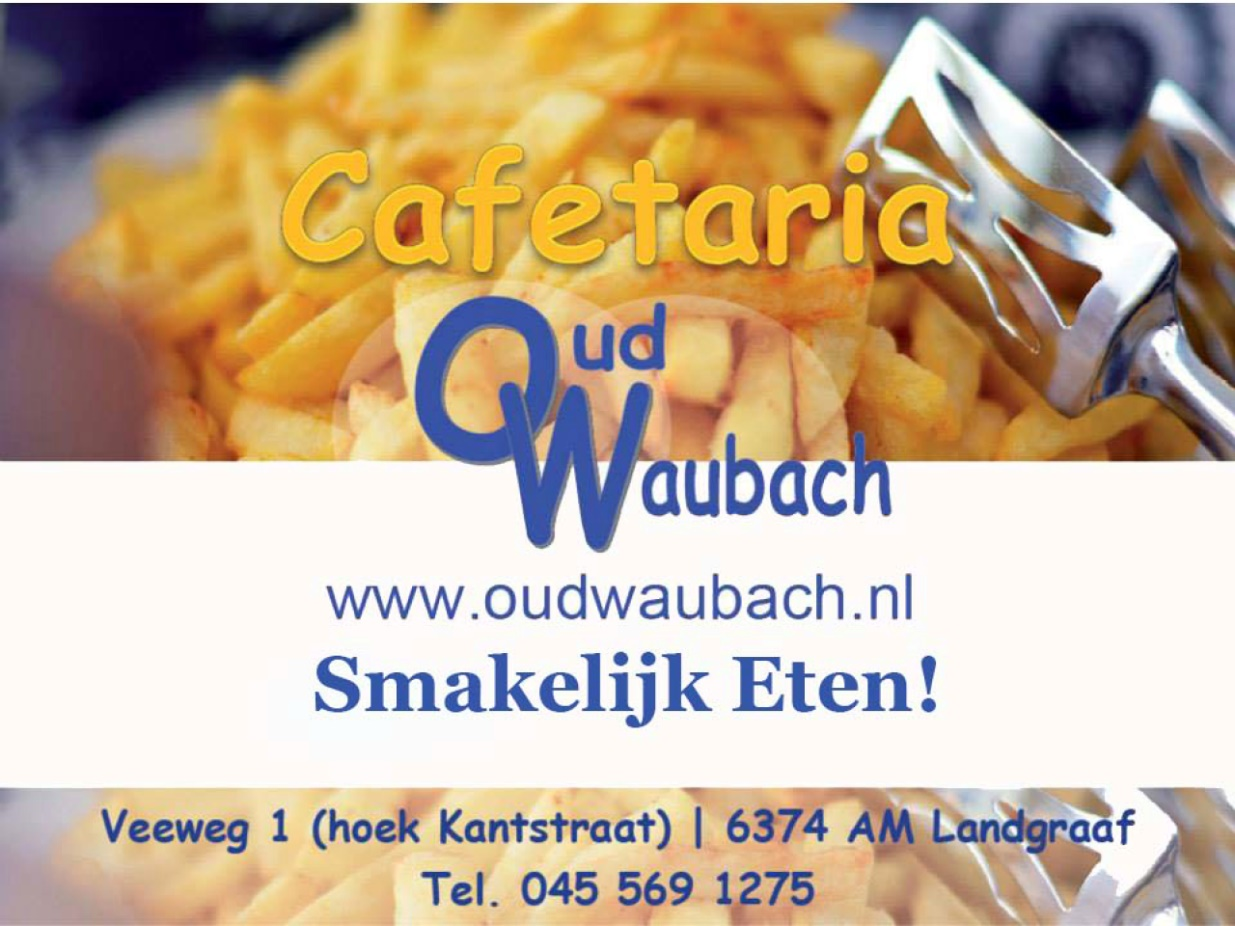 Cafetaria
Oud
Waubach
www.oudwaubach.nl
Smakelijk Eten!
Veeweg 1 (hoek Kantstraat) | 6374 AM Landgraaf
Tel. 045 569 1275